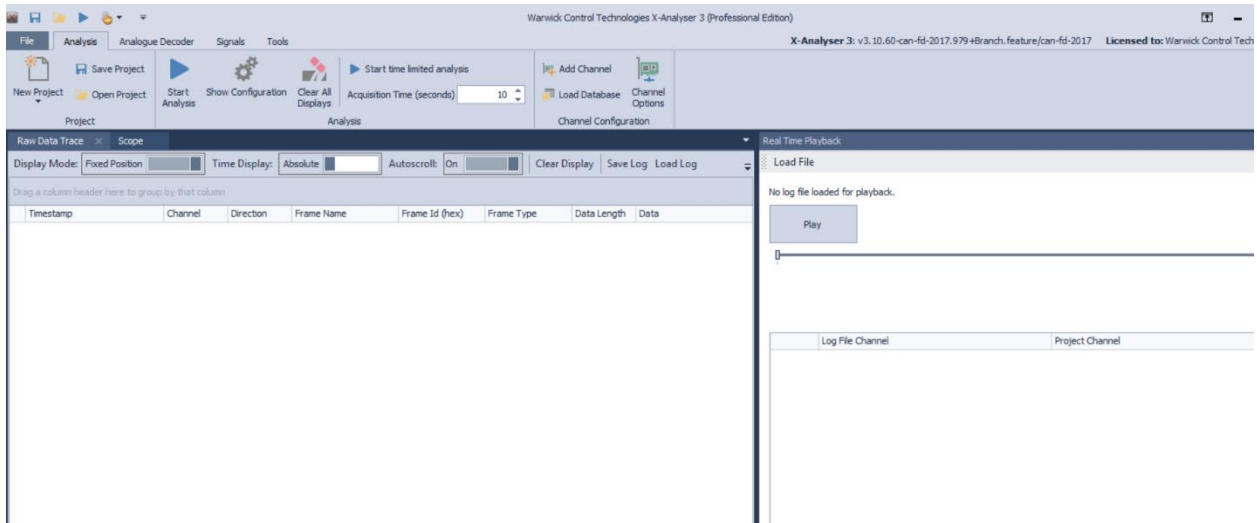 Warwick Control Technologies X-Analyser 3 (Professional Edition)
File Analysis Analogue Decoder Signals Tools
X-Analyser 3: v3.10.60-can-fd-2017.979+Branch.feature/can-fd-2017 Licensed to: Warwick Control Tech
New Project
Save Project
Open Project
Project
Start Analysis
Show Configuration
Clear All Displays
Start time limited analysis
Acquisition Time (seconds) 10
Analysis
Add Channel
Load Database
Channel Options
Channel Configuration
Raw Data Trace Scope
Display Mode: Fixed Position Time Display: Absolute Autoscroll: On Clear Display Save Log Load Log
Drag a column header here to group by that column
Timestamp Channel Direction Frame Name Frame Id (hex) Frame Type Data Length Data
Real Time Playback
Load File
No log file loaded for playback.
Play
Log File Channel Project Channel